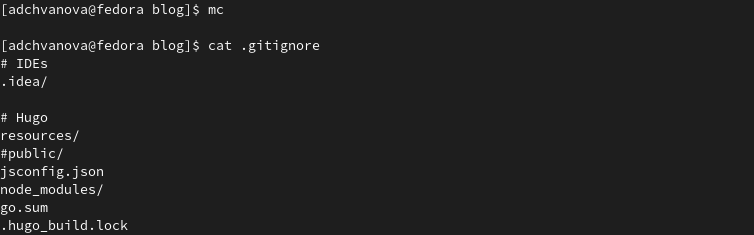 [adchvanova@fedora blog]$ mc
[adchvanova@fedora blog]$ cat .gitignore
# IDEs
.idea/
# Hugo
resources/
#public/
jsconfig.json
node_modules/
go.sum
.hugo_build.lock